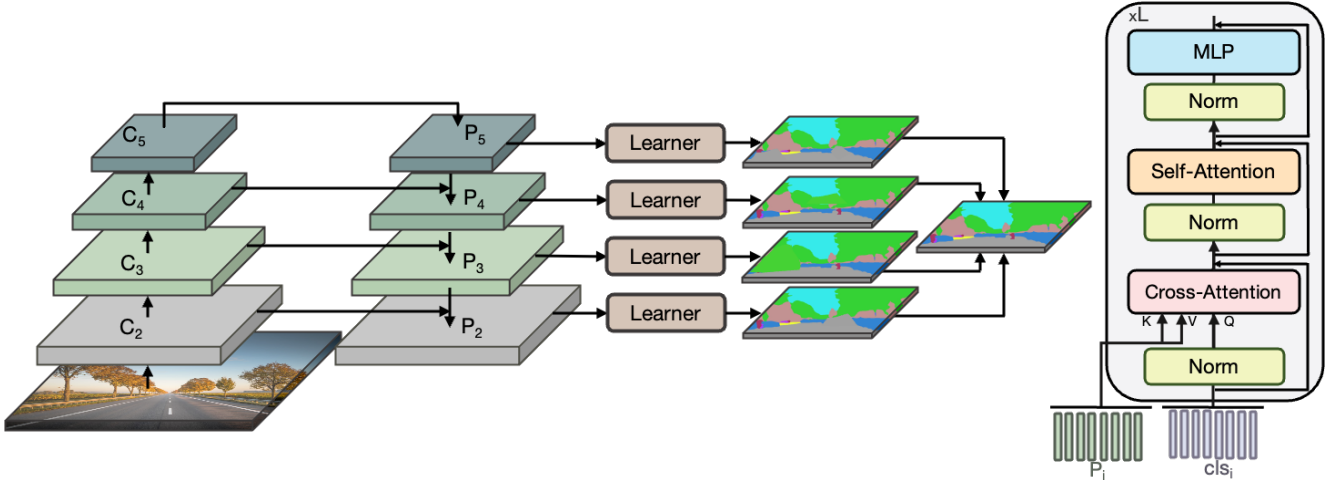 C5
C4
C3
C2
P5
P4
P3
P2
Learner
Learner
Learner
Learner
xL
MLP
Norm
Self-Attention
Norm
Cross-Attention
K V Q
Norm
Pi
clsi